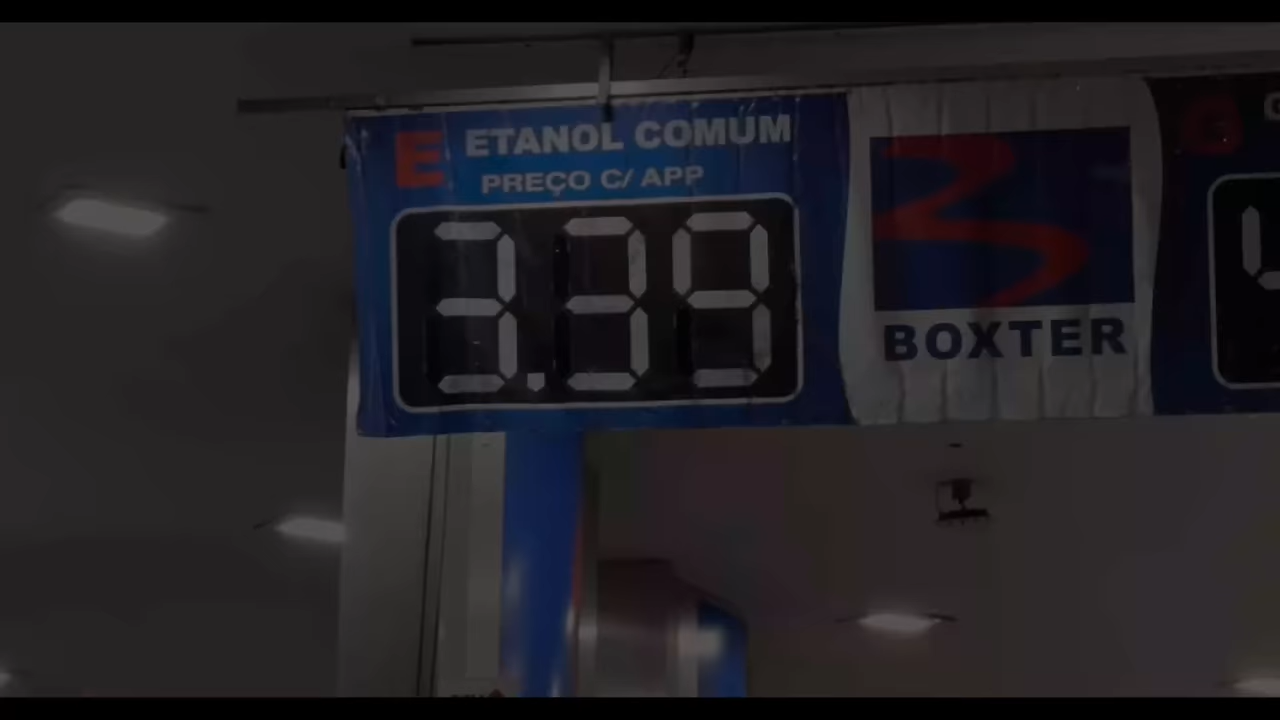 E ETANOL COMUM
PREÇO C/ APP
3.39
BOXTER
G